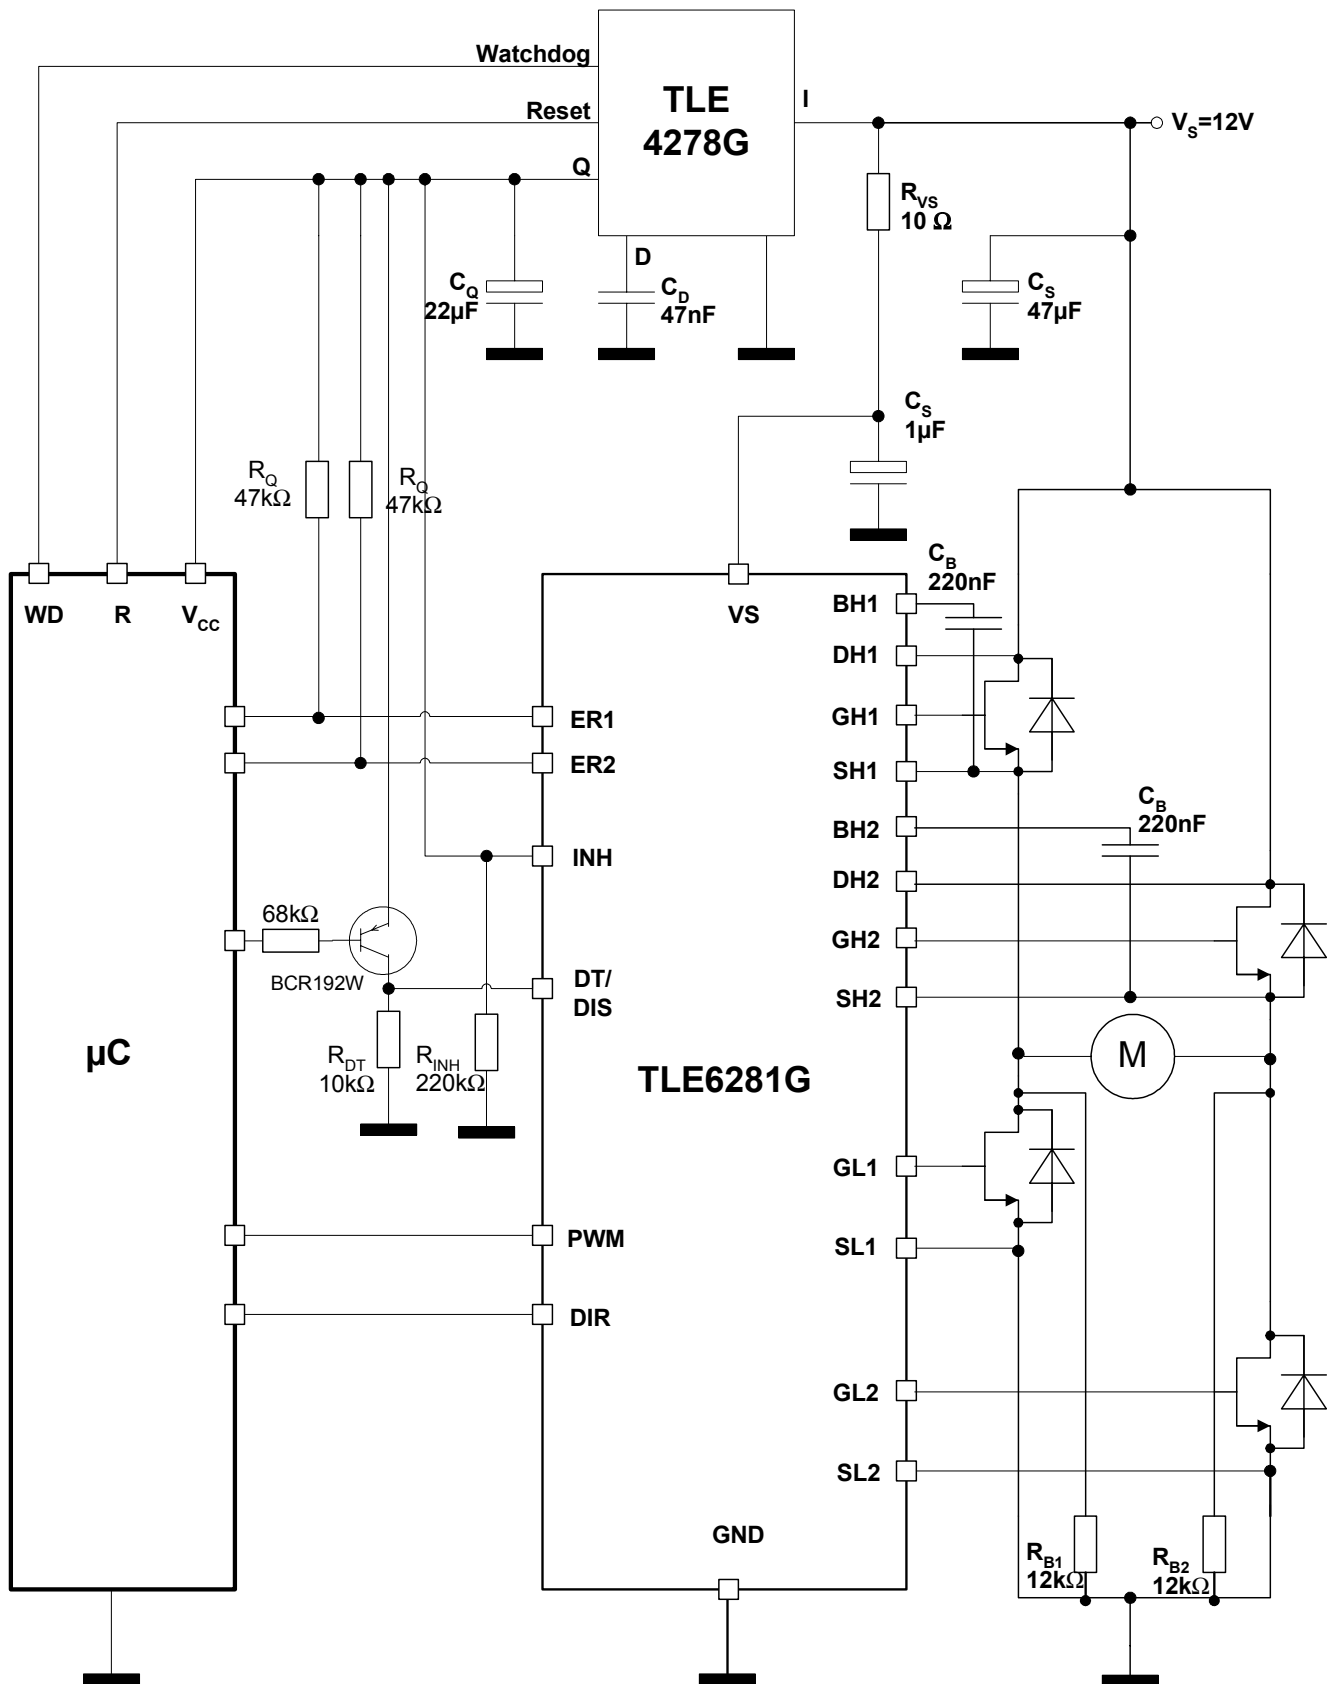 Watchdog
TLE
4278G
I
Reset
V_S=12V
Q
R_VS
10 Ω
D
C_Q
22µF
C_D
47nF
C_S
47µF
C_S
1µF
R_Q
47kΩ
R_Q
47kΩ
C_B
220nF
WD
R
V_CC
VS
BH1
DH1
ER1
GH1
ER2
SH1
C_B
220nF
BH2
INH
DH2
68kΩ
GH2
BCR192W
DT/
DIS
SH2
µC
R_DT
10kΩ
R_INH
220kΩ
TLE6281G
M
GL1
PWM
SL1
DIR
GL2
SL2
GND
R_B1
12kΩ
R_B2
12kΩ